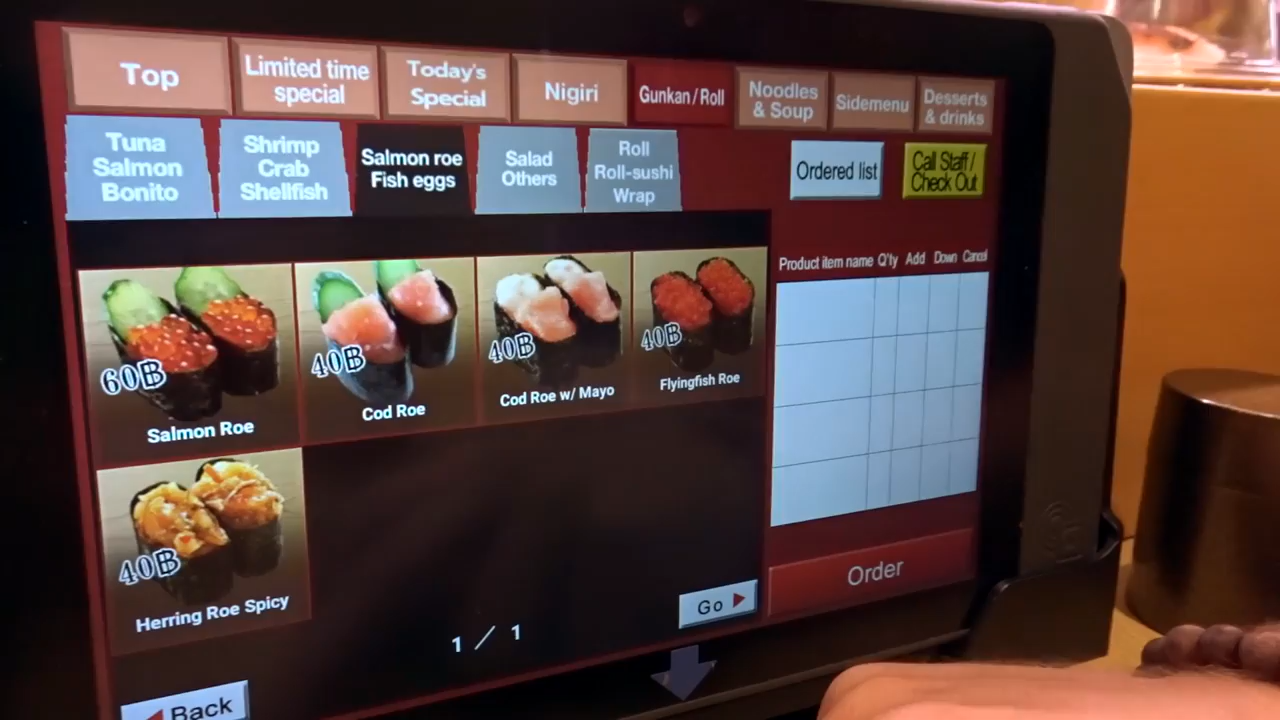 Top
Limited time
special
Today's
Special
Nigiri
Gunkan / Roll
Noodles
& Soup
Sidemenu
Desserts
& drinks
Tuna
Salmon
Bonito
Shrimp
Crab
Shellfish
Salmon roe
Fish eggs
Salad
Others
Roll
Roll-sushi
Wrap
Ordered list
Call Staff /
Check Out
Product item name Q'ty Add Down Cancel
60B
Salmon Roe
40B
Cod Roe
40B
Cod Roe w/ Mayo
40B
Flyingfish Roe
40B
Herring Roe Spicy
Order
Go
1 / 1
Back